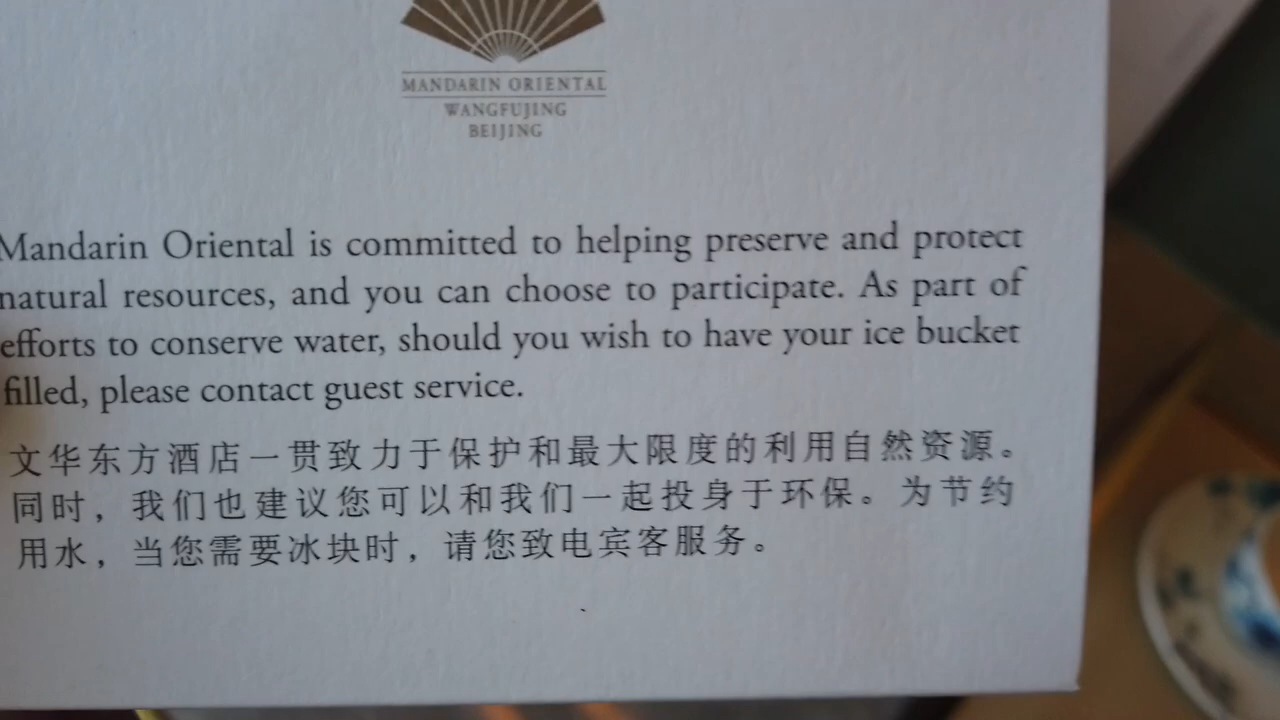 MANDARIN ORIENTAL
WANGFUJING
BEIJING
Mandarin Oriental is committed to helping preserve and protect
natural resources, and you can choose to participate. As part of
efforts to conserve water, should you wish to have your ice bucket
filled, please contact guest service.
文华东方酒店一贯致力于保护和最大限度的利用自然资源。
同时，我们也建议您可以和我们一起投身于环保。为节约
用水，当您需要冰块时，请您致电宾客服务。